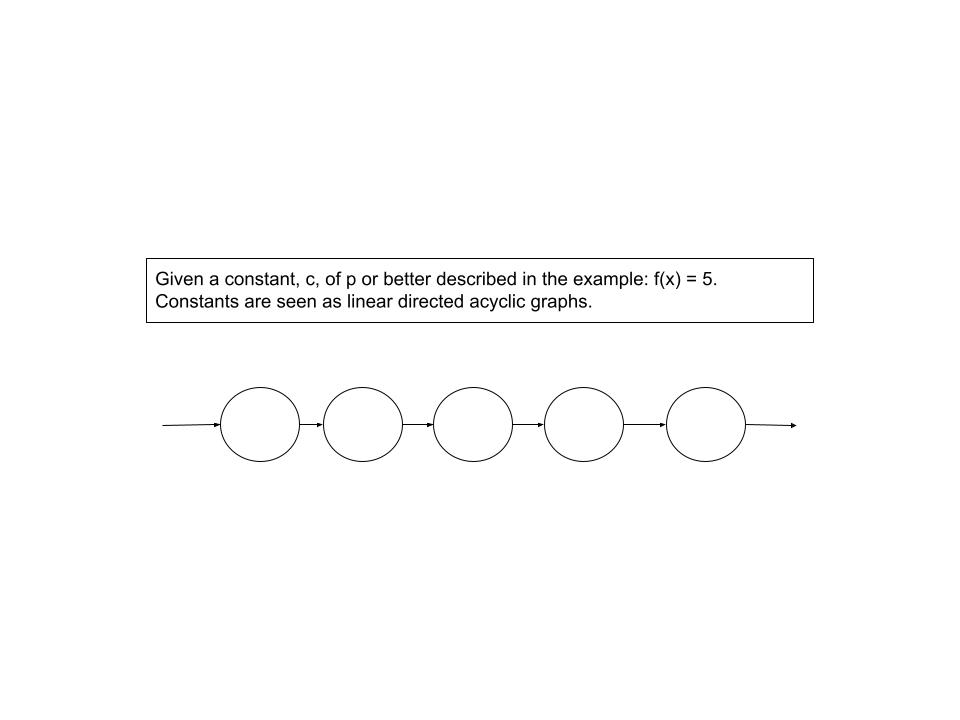 Given a constant, c, of p or better described in the example: f(x) = 5.
Constants are seen as linear directed acyclic graphs.